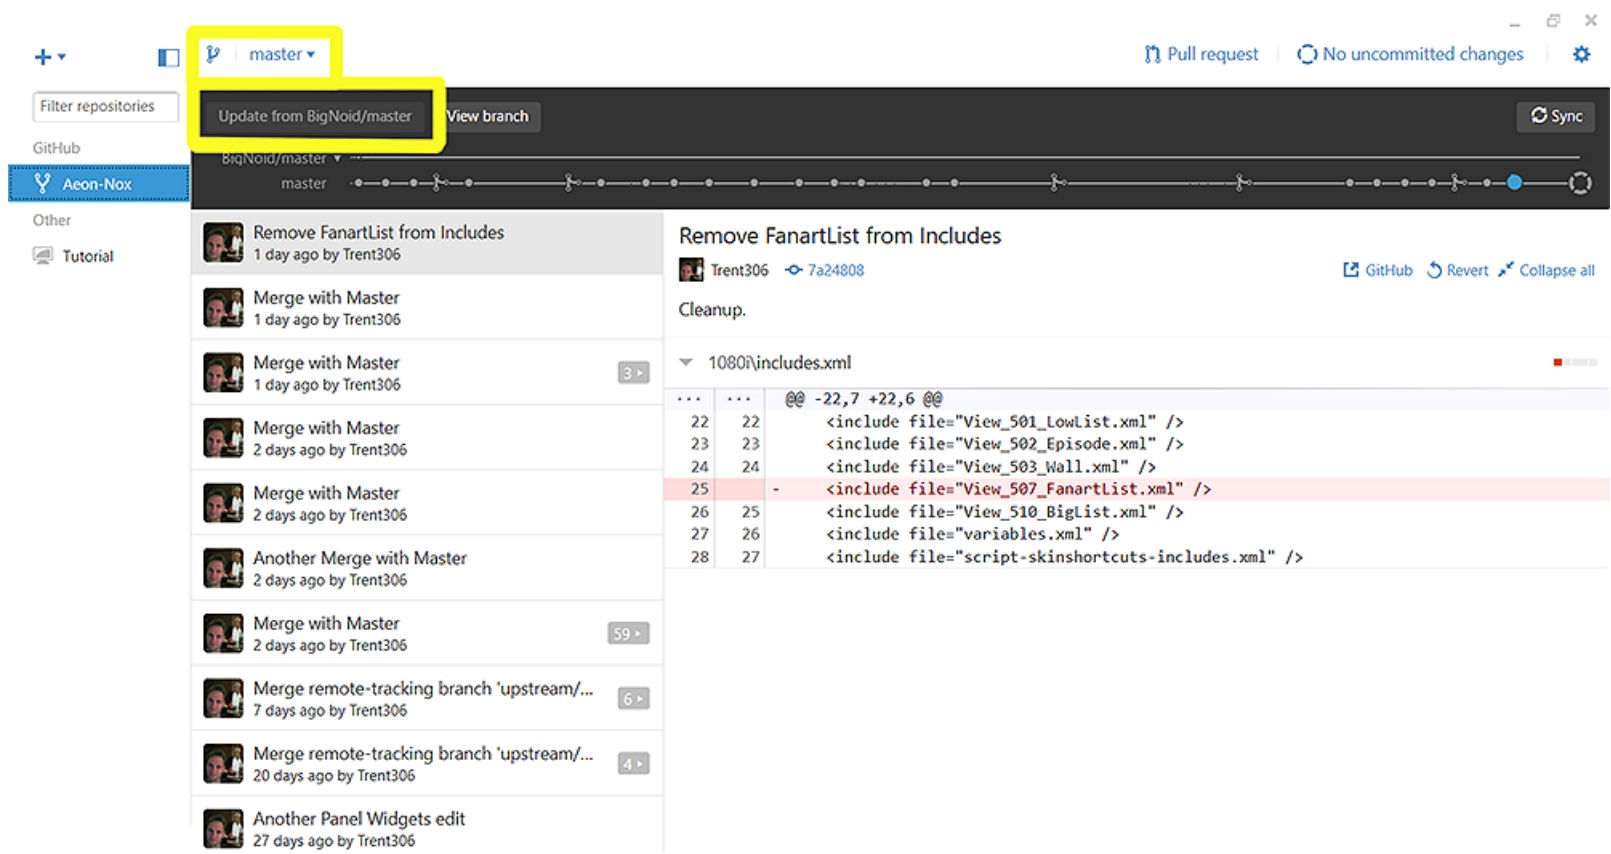 master
Pull request
No uncommitted changes
Filter repositories
Update from BigNoid/master
View branch
Sync
GitHub
BigNoid/master
Aeon-Nox
master
Other
Tutorial
Remove FanartList from Includes
1 day ago by Trent306
Merge with Master
1 day ago by Trent306
Merge with Master
1 day ago by Trent306
3
Merge with Master
2 days ago by Trent306
Merge with Master
2 days ago by Trent306
Another Merge with Master
2 days ago by Trent306
Merge with Master
2 days ago by Trent306
59
Merge remote-tracking branch 'upstream/...
7 days ago by Trent306
6
Merge remote-tracking branch 'upstream/...
20 days ago by Trent306
4
Another Panel Widgets edit
27 days ago by Trent306
Remove FanartList from Includes
Trent306 7a24808
GitHub Revert Collapse all
Cleanup.
1080i\includes.xml
... ... @@ -22,7 +22,6 @@
22 22 <include file="View_501_LowList.xml" />
23 23 <include file="View_502_Episode.xml" />
24 24 <include file="View_503_Wall.xml" />
25 - <include file="View_507_FanartList.xml" />
26 25 <include file="View_510_BigList.xml" />
27 26 <include file="variables.xml" />
28 27 <include file="script-skinshortcuts-includes.xml" />